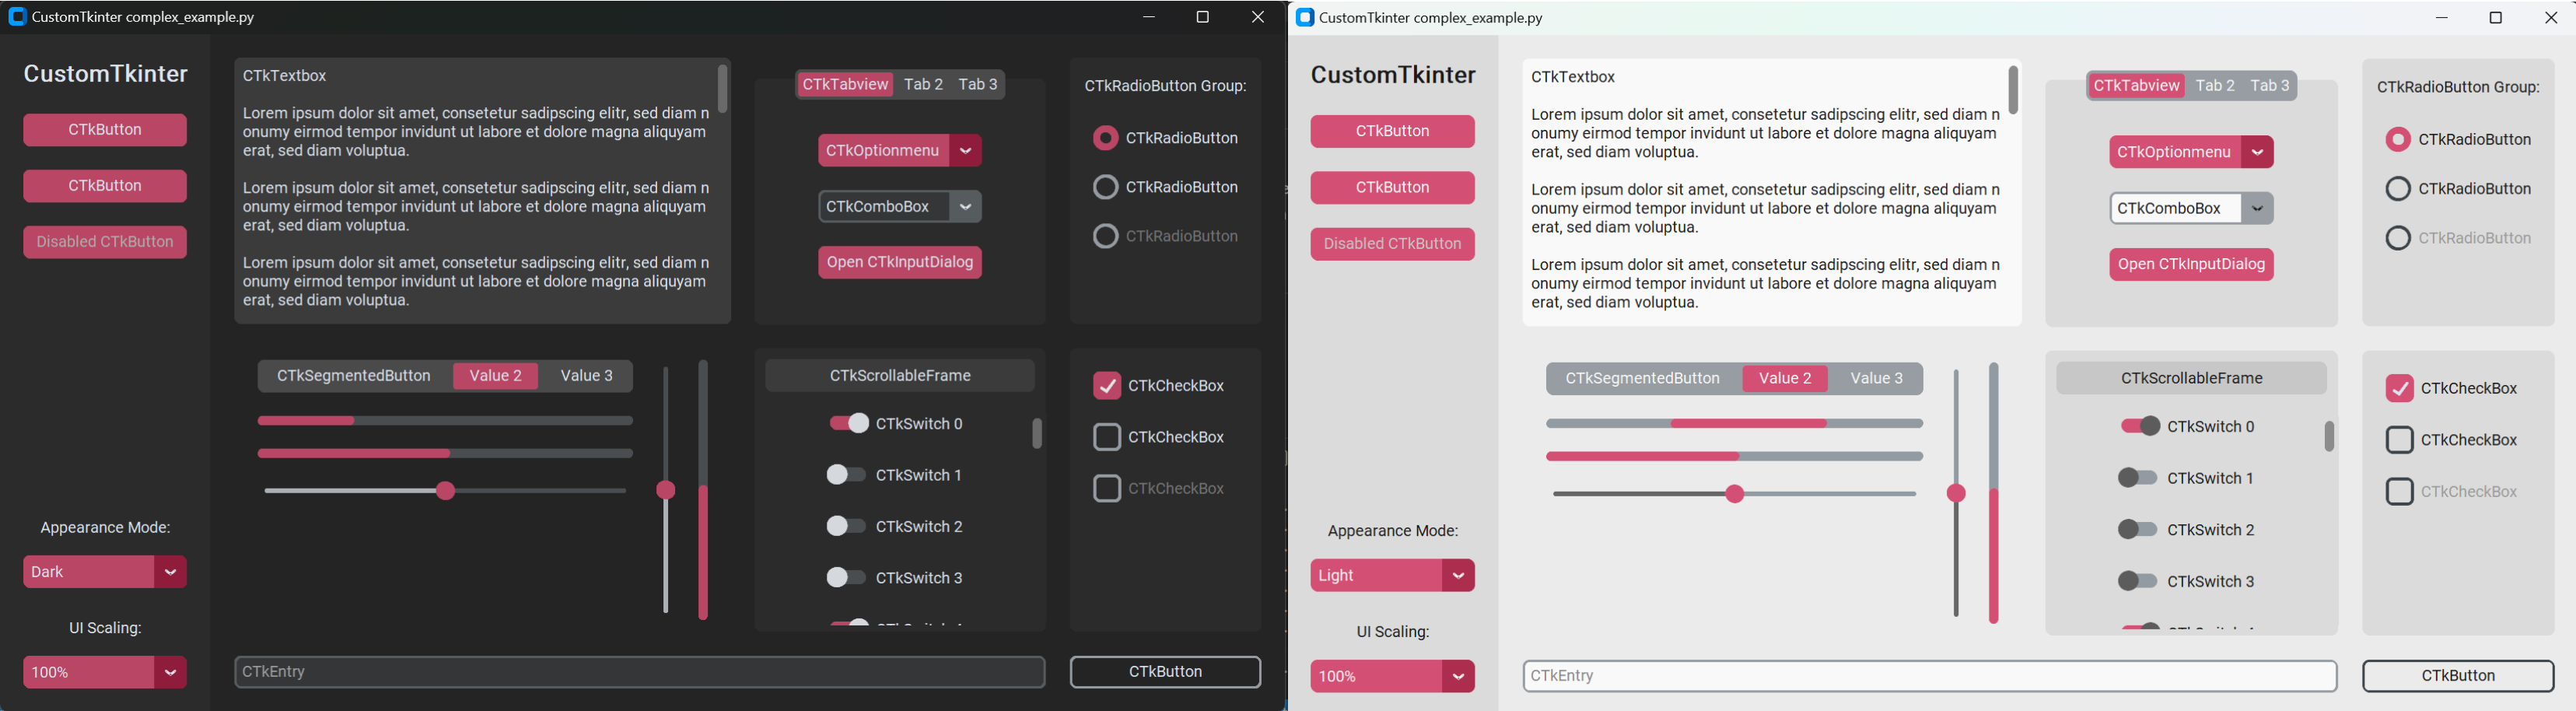 CustomTkinter complex_example.py
CustomTkinter
CTkButton
CTkButton
Disabled CTkButton
Appearance Mode:
Dark
UI Scaling:
100%
CTkTextbox
Lorem ipsum dolor sit amet, consetetur sadipscing elitr, sed diam n
onumy eirmod tempor invidunt ut labore et dolore magna aliquyam
erat, sed diam voluptua.
Lorem ipsum dolor sit amet, consetetur sadipscing elitr, sed diam n
onumy eirmod tempor invidunt ut labore et dolore magna aliquyam
erat, sed diam voluptua.
Lorem ipsum dolor sit amet, consetetur sadipscing elitr, sed diam n
onumy eirmod tempor invidunt ut labore et dolore magna aliquyam
erat, sed diam voluptua.
CTkTabview Tab 2 Tab 3
CTkOptionmenu
CTkComboBox
Open CTkInputDialog
CTkRadioButton Group:
CTkRadioButton
CTkRadioButton
CTkRadioButton
CTkSegmentedButton Value 2 Value 3
CTkScrollableFrame
CTkSwitch 0
CTkSwitch 1
CTkSwitch 2
CTkSwitch 3
CTkCheckBox
CTkCheckBox
CTkCheckBox
CTkEntry
CTkButton
CustomTkinter complex_example.py
CustomTkinter
CTkButton
CTkButton
Disabled CTkButton
Appearance Mode:
Light
UI Scaling:
100%
CTkTextbox
Lorem ipsum dolor sit amet, consetetur sadipscing elitr, sed diam n
onumy eirmod tempor invidunt ut labore et dolore magna aliquyam
erat, sed diam voluptua.
Lorem ipsum dolor sit amet, consetetur sadipscing elitr, sed diam n
onumy eirmod tempor invidunt ut labore et dolore magna aliquyam
erat, sed diam voluptua.
Lorem ipsum dolor sit amet, consetetur sadipscing elitr, sed diam n
onumy eirmod tempor invidunt ut labore et dolore magna aliquyam
erat, sed diam voluptua.
CTkTabview Tab 2 Tab 3
CTkOptionmenu
CTkComboBox
Open CTkInputDialog
CTkRadioButton Group:
CTkRadioButton
CTkRadioButton
CTkRadioButton
CTkSegmentedButton Value 2 Value 3
CTkScrollableFrame
CTkSwitch 0
CTkSwitch 1
CTkSwitch 2
CTkSwitch 3
CTkCheckBox
CTkCheckBox
CTkCheckBox
CTkEntry
CTkButton